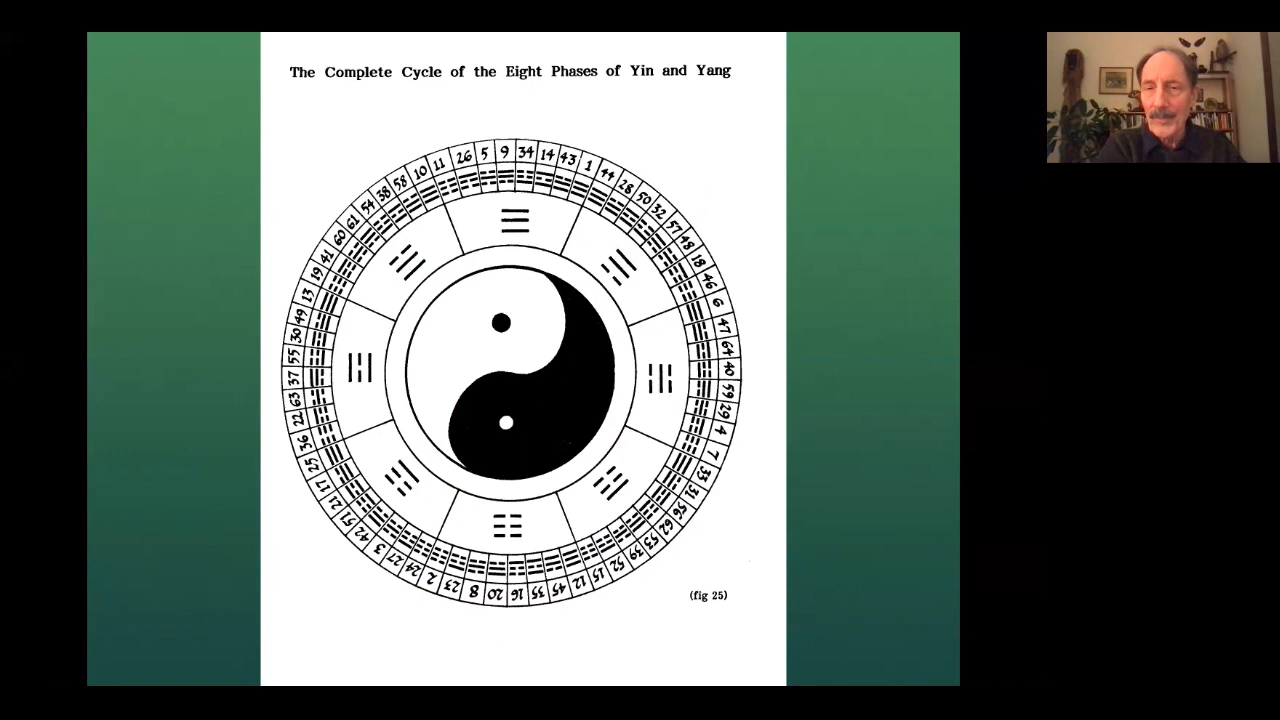 The Complete Cycle of the Eight Phases of Yin and Yang
1 44 28 50 32 57 48 18 46 6 47 64 40 59 29 4 7 33 31 56 62 53 39 52 15 12 45 35 16 20 8 23 2 24 27 3 42 51 21 17 25 36 22 63 37 55 30 49 13 19 41 60 61 54 38 58 10 11 26 5 9 34 14 43
(fig 25)